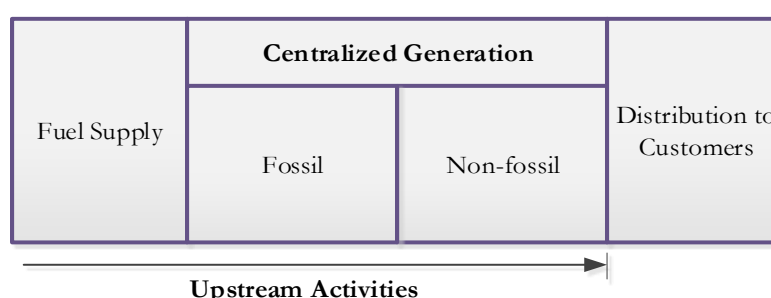 Centralized Generation
Fuel Supply
Fossil
Non-fossil
Distribution to
Customers
Upstream Activities